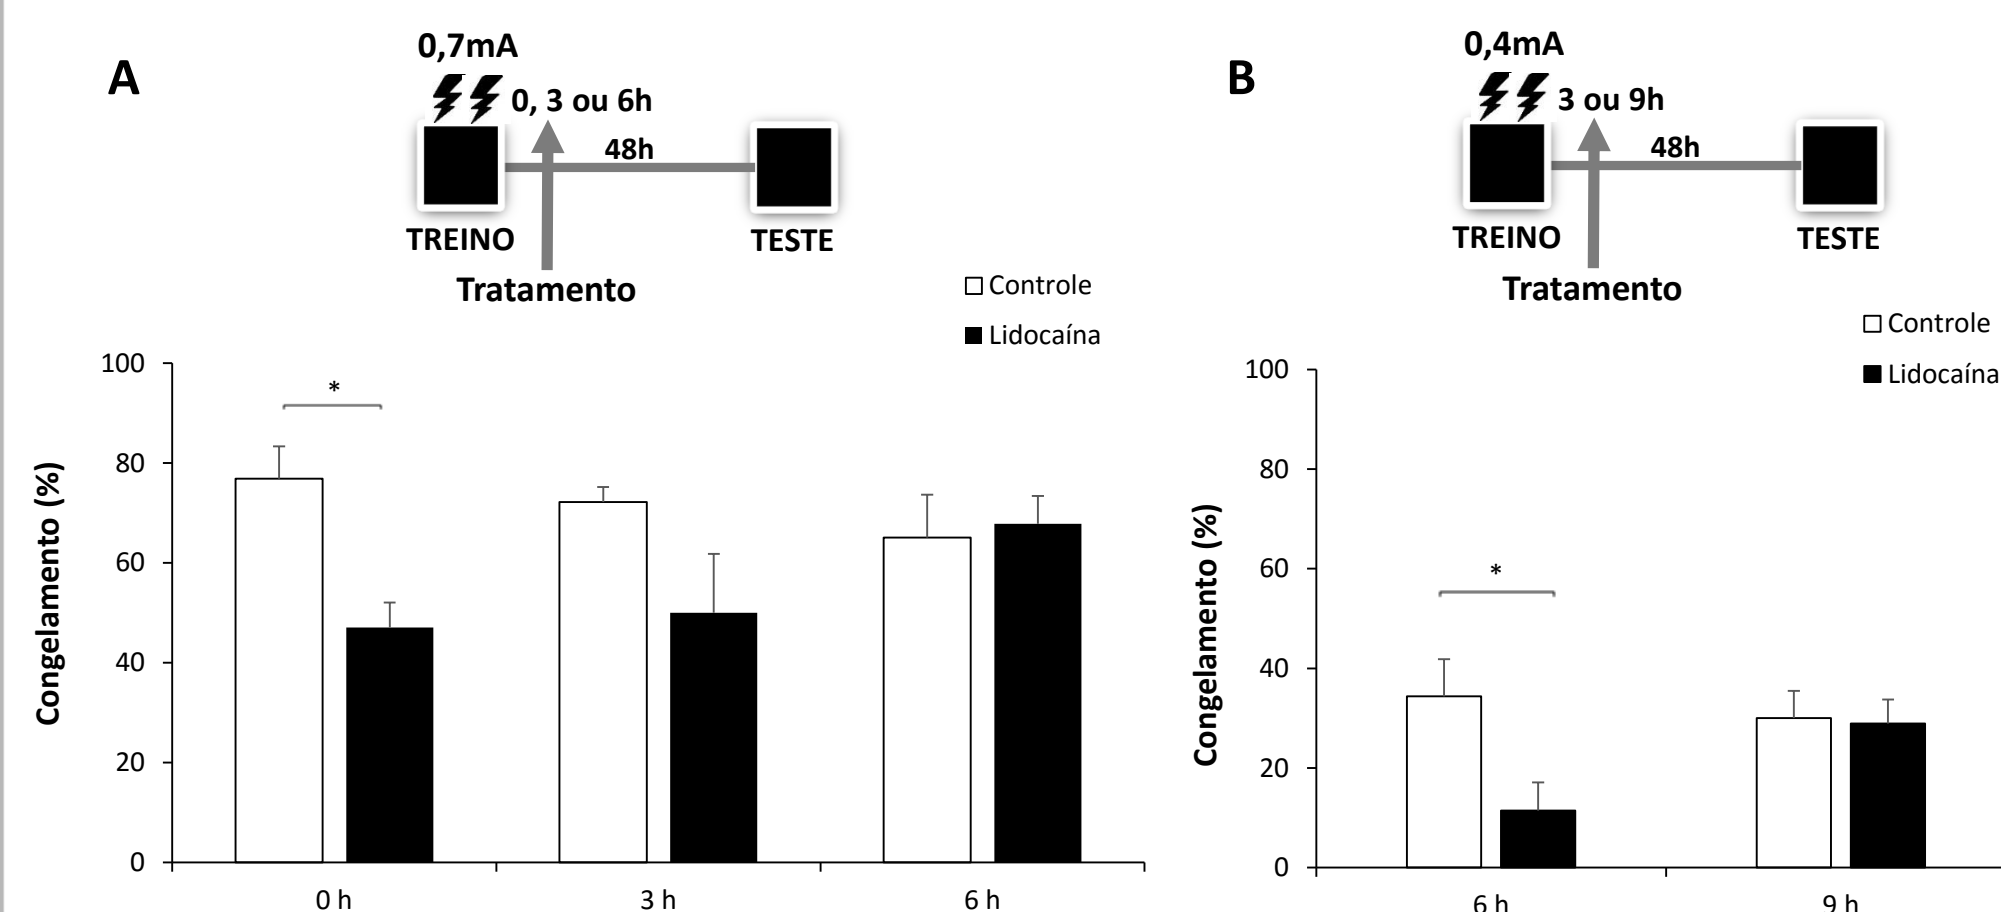 A
0,7mA
0, 3 ou 6h
48h
TREINO
TESTE
Tratamento
Controle
Lidocaína
Congelamento (%)
100
80
60
40
20
0
*
0 h
3 h
6 h
B
0,4mA
3 ou 9h
48h
TREINO
TESTE
Tratamento
Controle
Lidocaína
Congelamento (%)
100
80
60
40
20
0
*
6 h
9 h